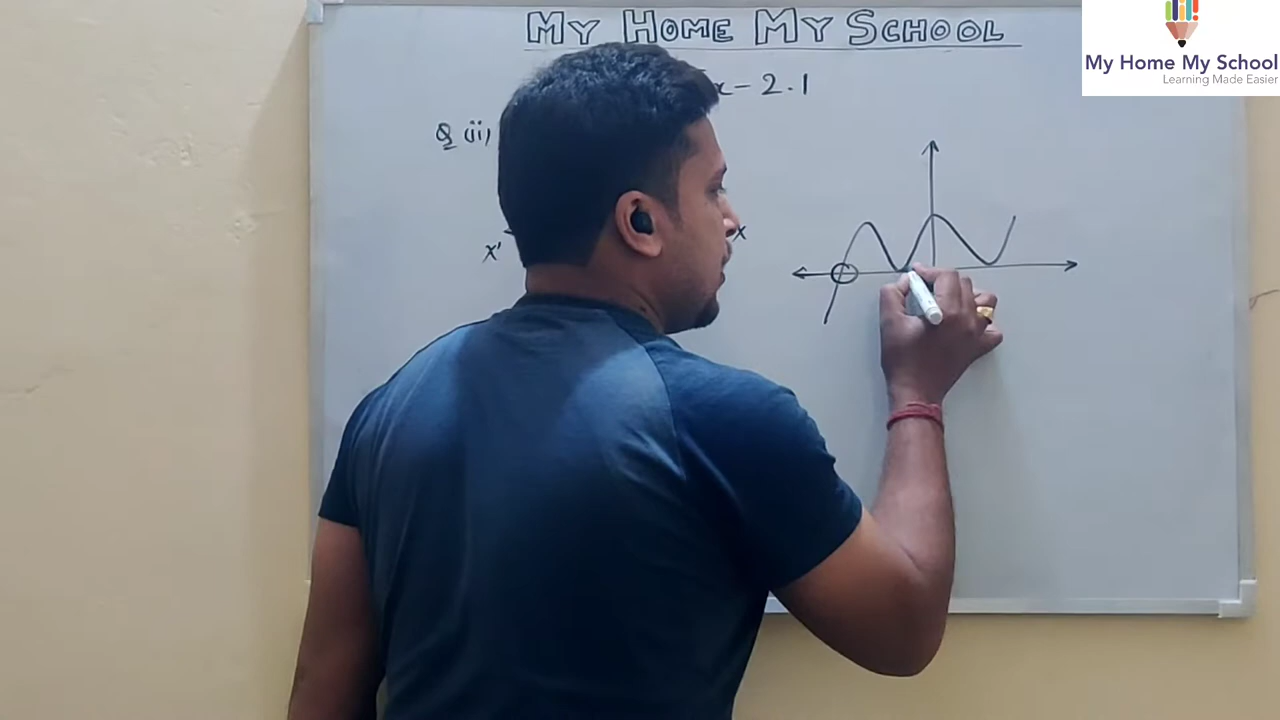 MY HOME MY SCHOOL
My Home My School
Learning Made Easier
x - 2.1
Q (ii)
X'
X